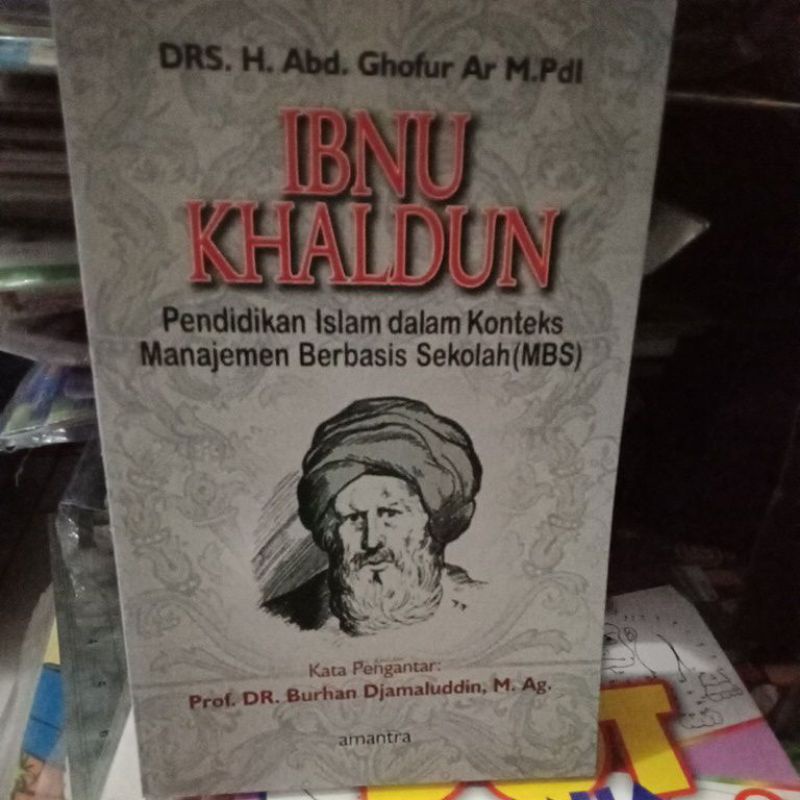 DRS. H. Abd. Ghofur Ar M.PdI
IBNU
KHALDUN
Pendidikan Islam dalam Konteks
Manajemen Berbasis Sekolah(MBS)
Kata Pengantar:
Prof. DR. Burhan Djamaluddin, M. Ag.
amantra